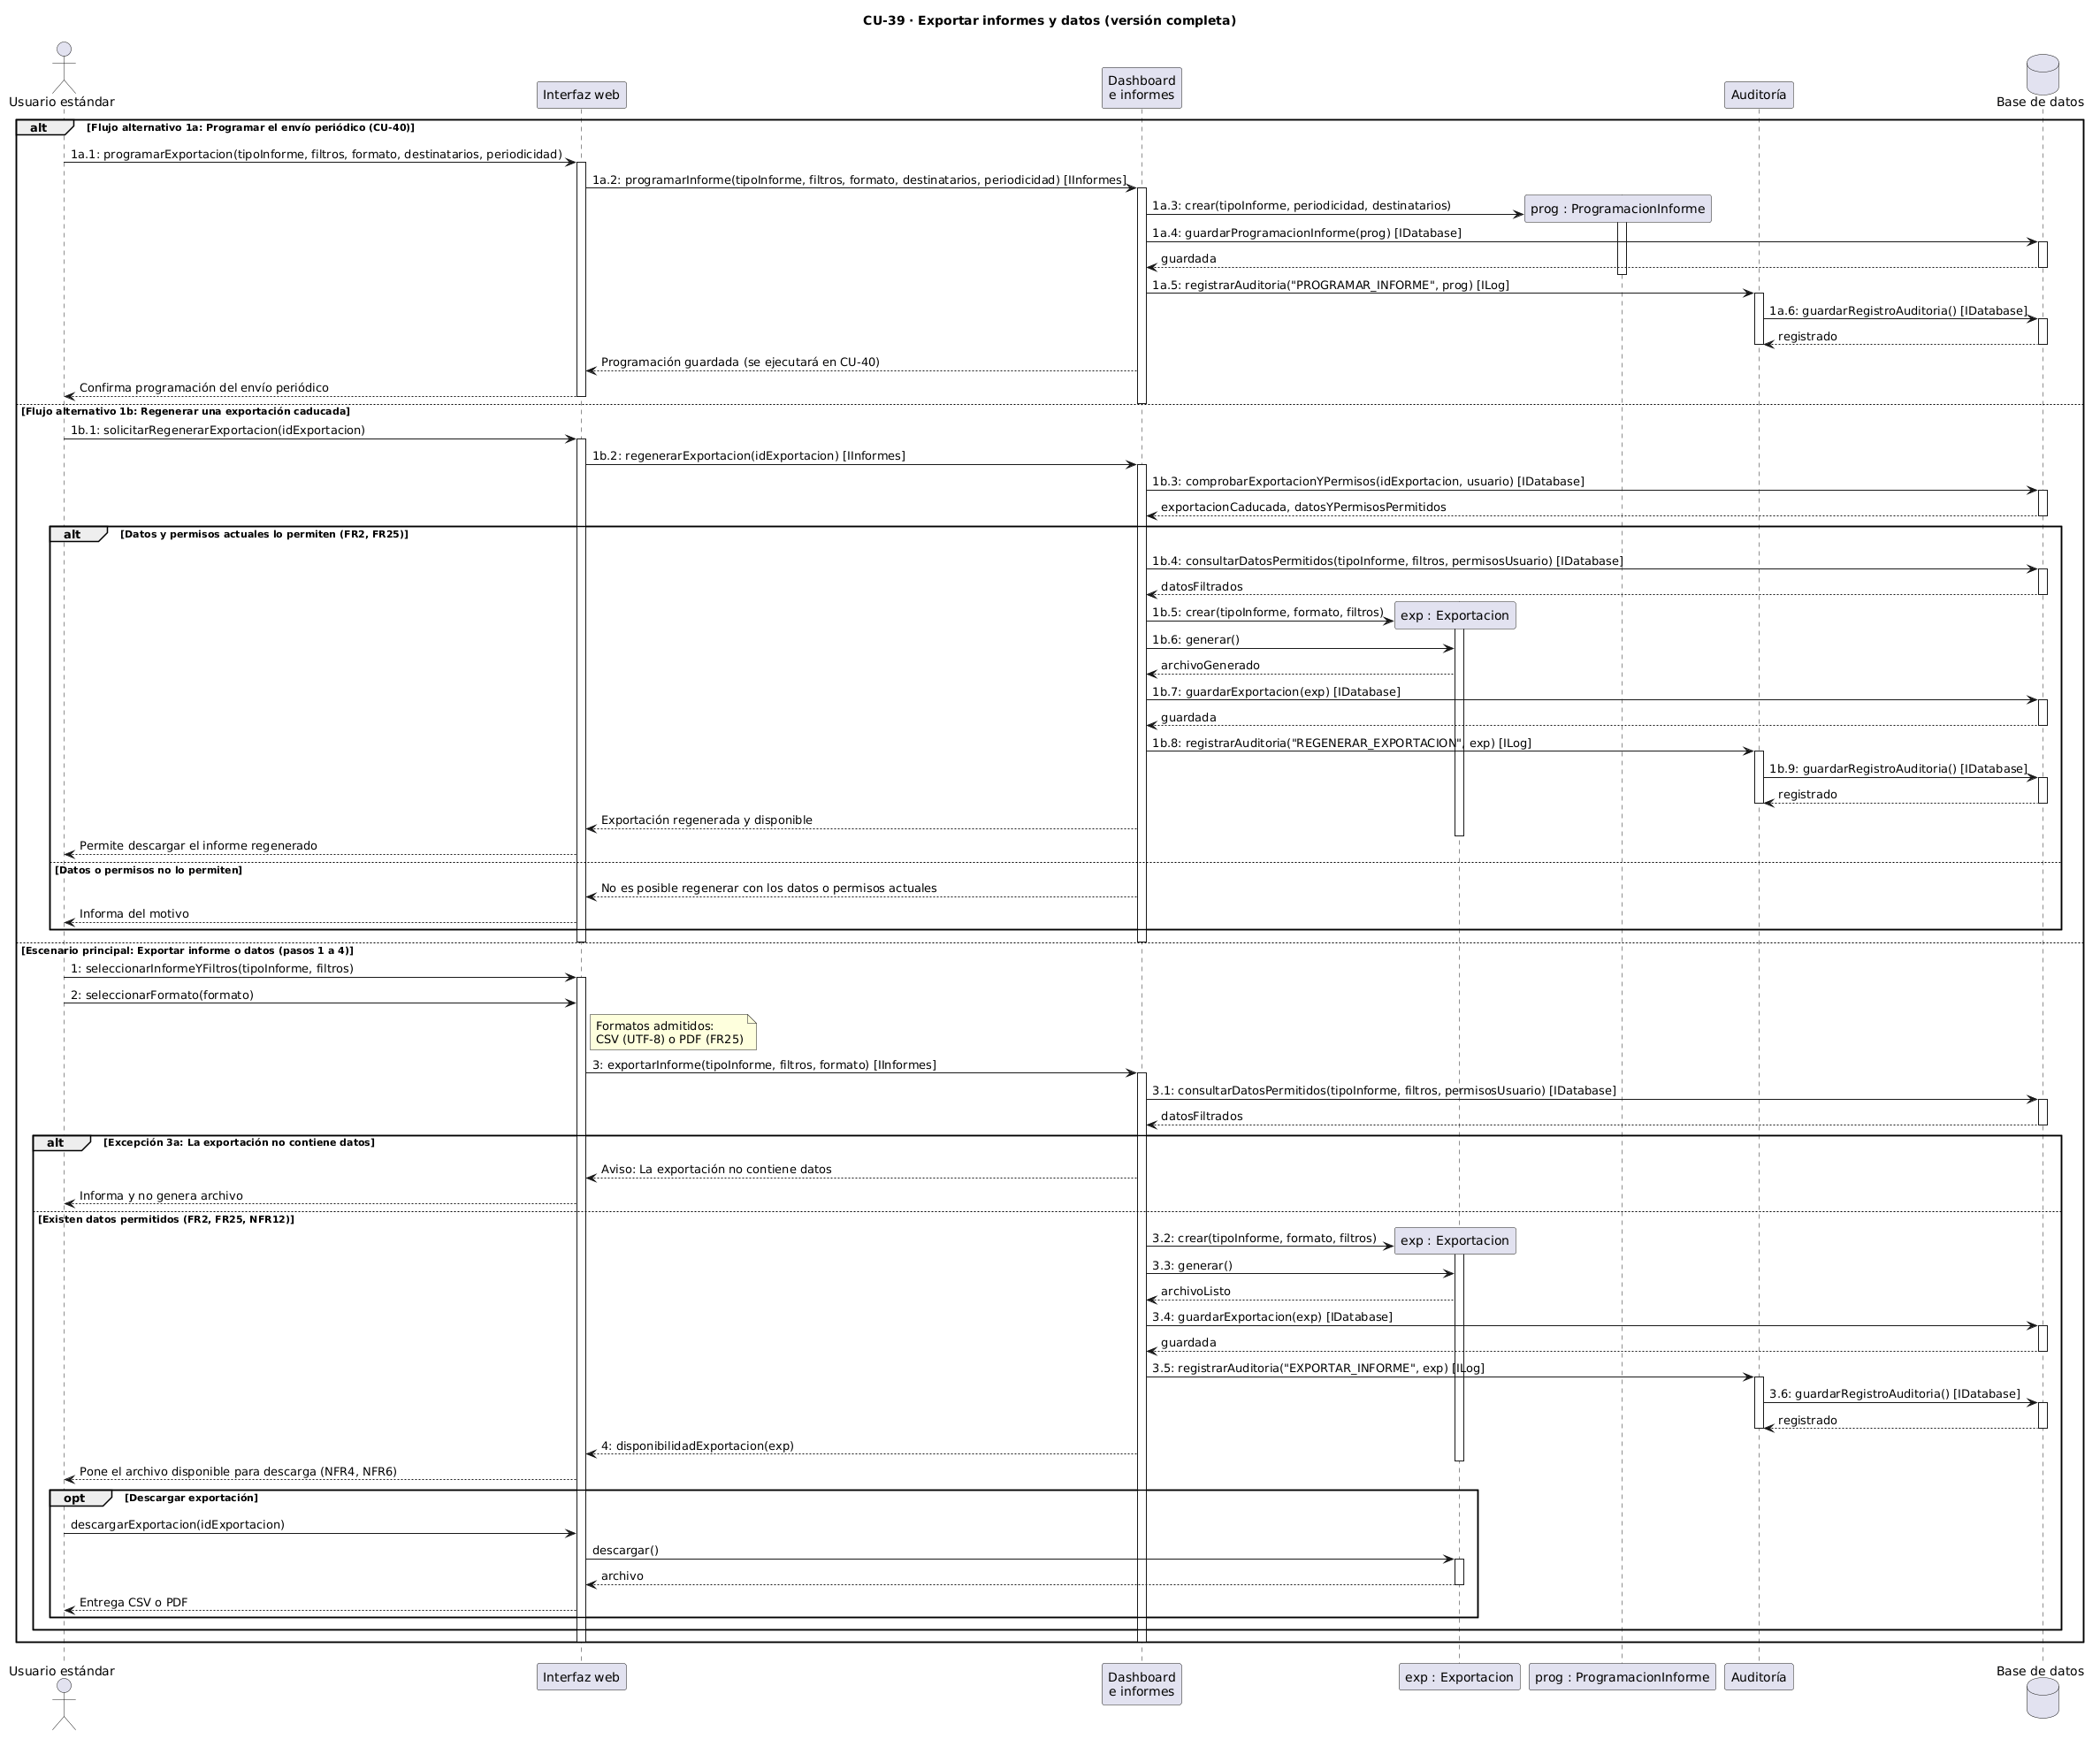 CU-39 · Exportar informes y datos (versión completa)
Usuario estándar
Interfaz web
Dashboard
e informes
Auditoría
Base de datos
alt [Flujo alternativo 1a: Programar el envío periódico (CU-40)]
1a.1: programarExportacion(tipoInforme, filtros, formato, destinatarios, periodicidad)
1a.2: programarInforme(tipoInforme, filtros, formato, destinatarios, periodicidad) [IInformes]
1a.3: crear(tipoInforme, periodicidad, destinatarios)
prog : ProgramacionInforme
1a.4: guardarProgramacionInforme(prog) [IDatabase]
guardada
1a.5: registrarAuditoria("PROGRAMAR_INFORME", prog) [ILog]
1a.6: guardarRegistroAuditoria() [IDatabase]
registrado
Programación guardada (se ejecutará en CU-40)
Confirma programación del envío periódico
[Flujo alternativo 1b: Regenerar una exportación caducada]
1b.1: solicitarRegenerarExportacion(idExportacion)
1b.2: regenerarExportacion(idExportacion) [IInformes]
1b.3: comprobarExportacionYPermisos(idExportacion, usuario) [IDatabase]
exportacionCaducada, datosYPermisosPermitidos
alt [Datos y permisos actuales lo permiten (FR2, FR25)]
1b.4: consultarDatosPermitidos(tipoInforme, filtros, permisosUsuario) [IDatabase]
datosFiltrados
1b.5: crear(tipoInforme, formato, filtros)
exp : Exportacion
1b.6: generar()
archivoGenerado
1b.7: guardarExportacion(exp) [IDatabase]
guardada
1b.8: registrarAuditoria("REGENERAR_EXPORTACION", exp) [ILog]
1b.9: guardarRegistroAuditoria() [IDatabase]
registrado
Exportación regenerada y disponible
Permite descargar el informe regenerado
[Datos o permisos no lo permiten]
No es posible regenerar con los datos o permisos actuales
Informa del motivo
[Escenario principal: Exportar informe o datos (pasos 1 a 4)]
1: seleccionarInformeYFiltros(tipoInforme, filtros)
2: seleccionarFormato(formato)
Formatos admitidos:
CSV (UTF-8) o PDF (FR25)
3: exportarInforme(tipoInforme, filtros, formato) [IInformes]
3.1: consultarDatosPermitidos(tipoInforme, filtros, permisosUsuario) [IDatabase]
datosFiltrados
alt [Excepción 3a: La exportación no contiene datos]
Aviso: La exportación no contiene datos
Informa y no genera archivo
[Existen datos permitidos (FR2, FR25, NFR12)]
3.2: crear(tipoInforme, formato, filtros)
exp : Exportacion
3.3: generar()
archivoListo
3.4: guardarExportacion(exp) [IDatabase]
guardada
3.5: registrarAuditoria("EXPORTAR_INFORME", exp) [ILog]
3.6: guardarRegistroAuditoria() [IDatabase]
registrado
4: disponibilidadExportacion(exp)
Pone el archivo disponible para descarga (NFR4, NFR6)
opt [Descargar exportación]
descargarExportacion(idExportacion)
descargar()
archivo
Entrega CSV o PDF
Usuario estándar
Interfaz web
Dashboard
e informes
exp : Exportacion
prog : ProgramacionInforme
Auditoría
Base de datos